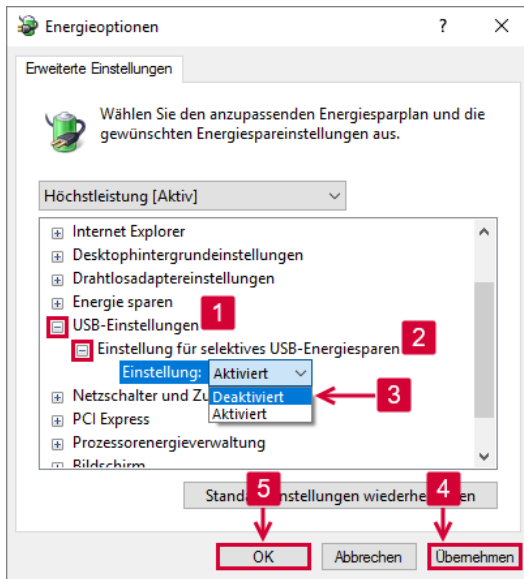 Energieoptionen
Erweiterte Einstellungen
Wählen Sie den anzupassenden Energiesparplan und die
gewünschten Energiespareinstellungen aus.
Höchstleistung [Aktiv]
Internet Explorer
Desktophintergrundeinstellungen
Drahtlosadaptereinstellungen
Energie sparen
USB-Einstellungen 1
Einstellung für selektives USB-Energiesparen 2
Einstellung: Aktiviert
Netzschalter und Zu
Deaktiviert 3
Aktiviert
PCI Express
Prozessorenergieverwaltung
Bildschirm
5 4
OK
Abbrechen
Übernehmen